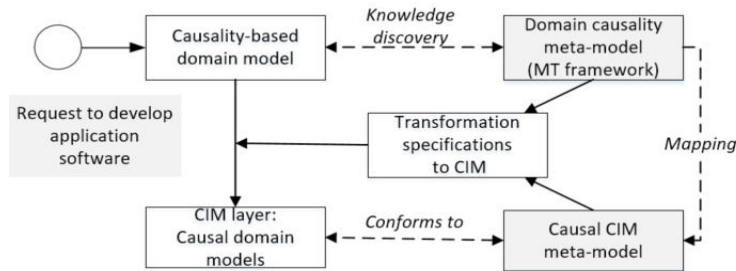 Causality-based
domain model
Knowledge
discovery
Domain causality
meta-model
(MT framework)
Request to develop
application
software
Transformation
specifications
to CIM
Mapping
CIM layer:
Causal domain
models
Conforms to
Causal CIM
meta-model